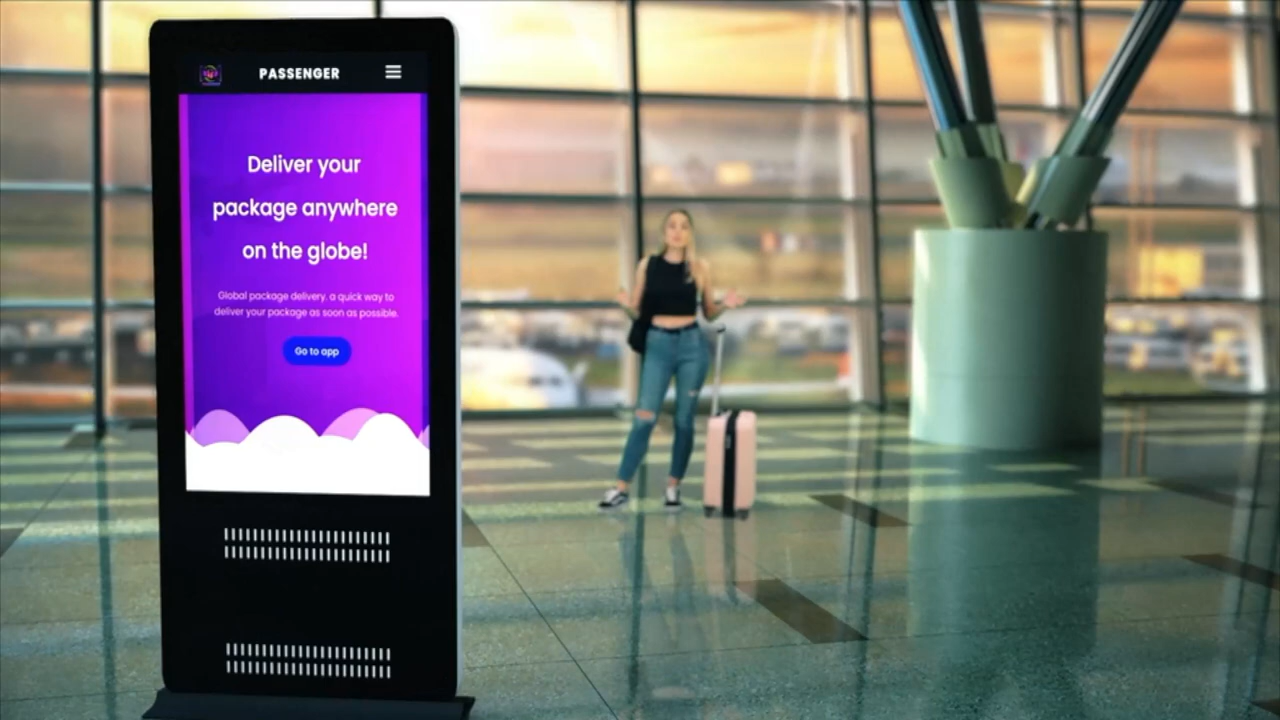 PASSENGER
Deliver your
package anywhere
on the globe!
Global package delivery. a quick way to
deliver your package as soon as possible.
Go to app